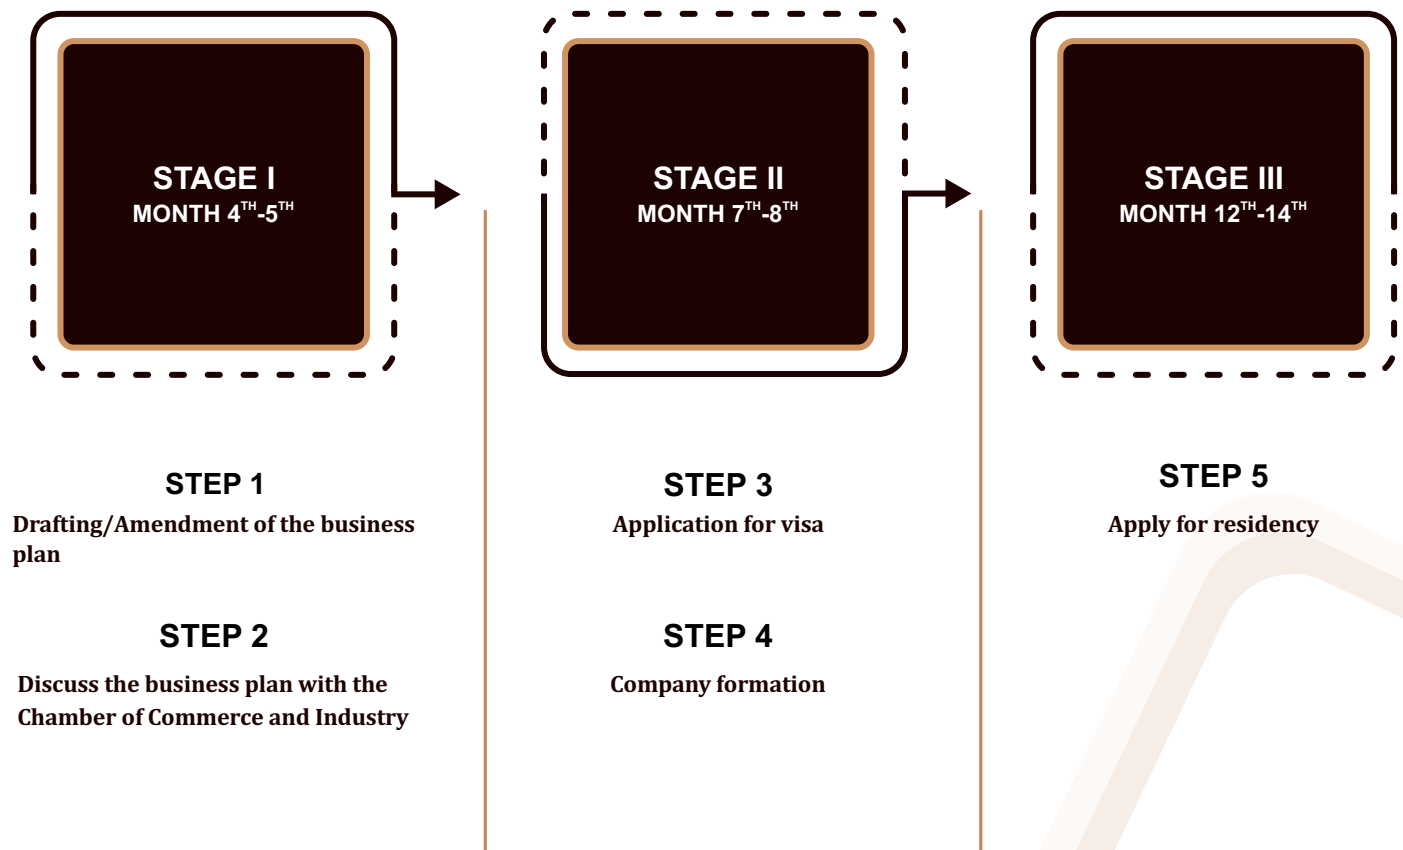 STAGE I
MONTH 4TH-5TH
STEP 1
Drafting/Amendment of the business
plan
STEP 2
Discuss the business plan with the
Chamber of Commerce and Industry
STAGE II
MONTH 7TH-8TH
STEP 3
Application for visa
STEP 4
Company formation
STAGE III
MONTH 12TH-14TH
STEP 5
Apply for residency